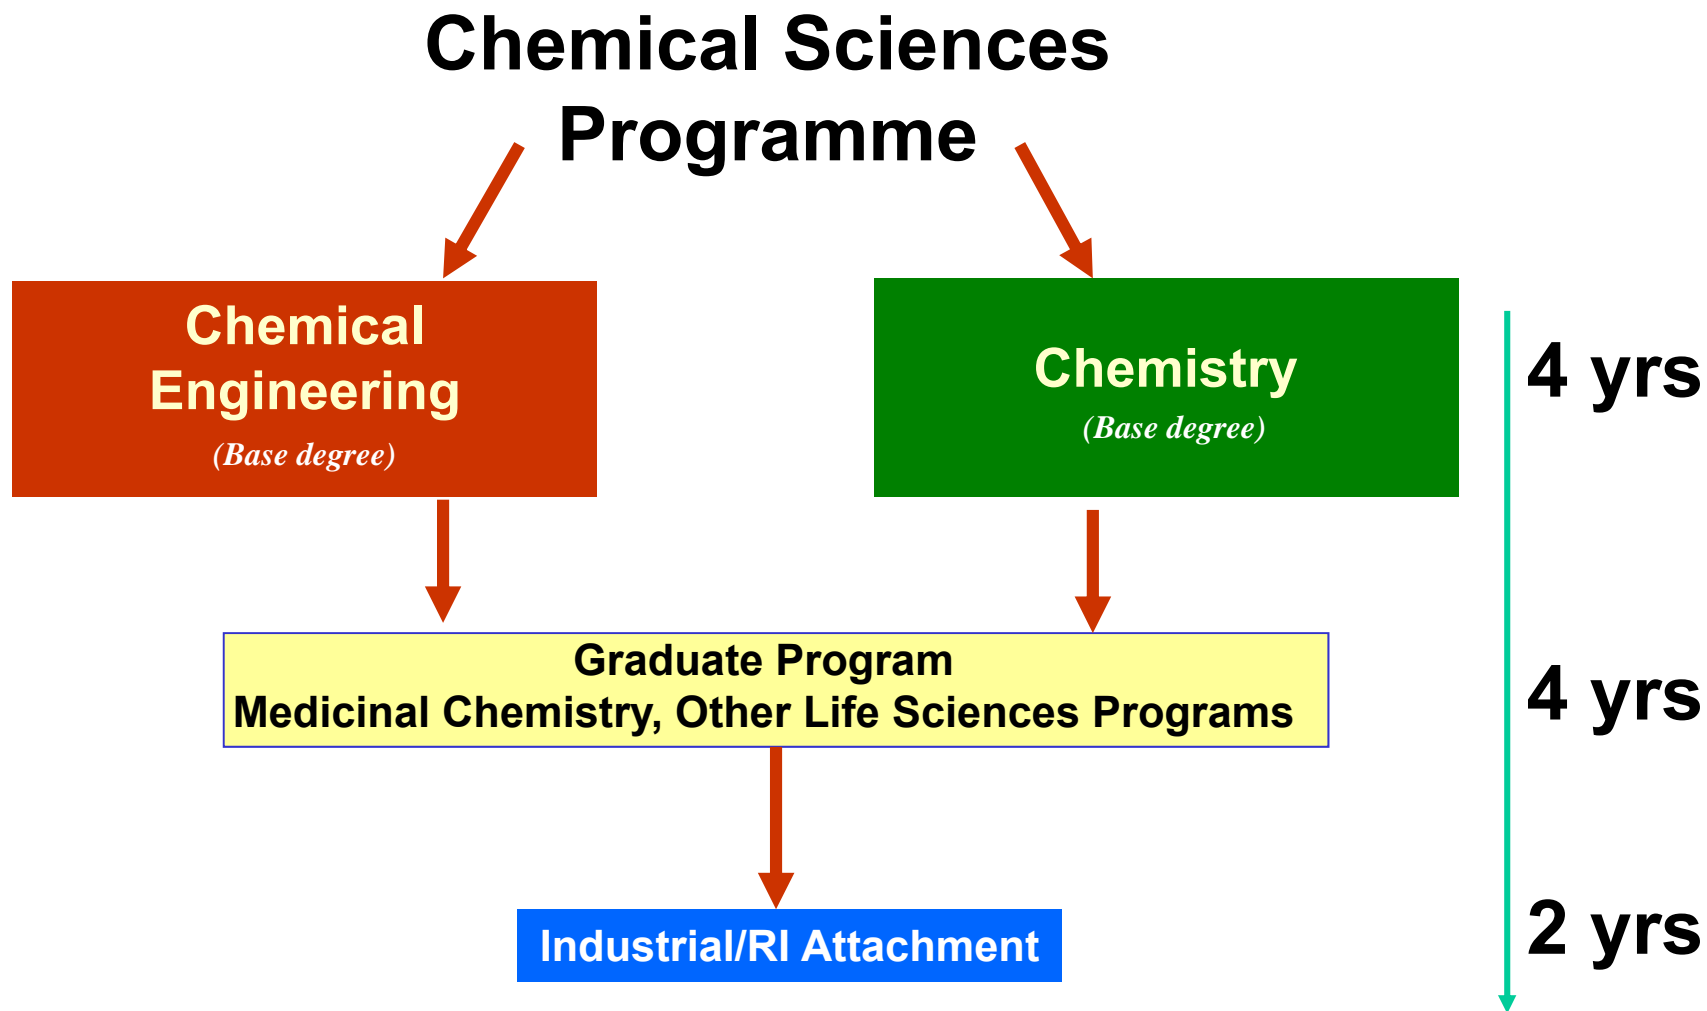 Chemical Sciences
Programme
Chemical
Engineering
(Base degree)
Chemistry
(Base degree)
4 yrs
Graduate Program
Medicinal Chemistry, Other Life Sciences Programs
4 yrs
Industrial/RI Attachment
2 yrs